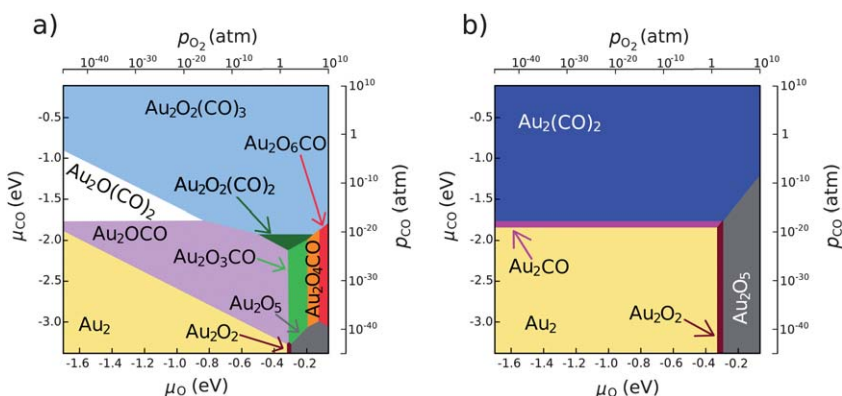 a)
pO₂ (atm)
10⁻⁴⁰ 10⁻³⁰ 10⁻²⁰ 10⁻¹⁰ 1 10¹⁰
Au₂O₂(CO)₃
Au₂O₆CO
Au₂O(CO)₂
Au₂O₂(CO)₂
Au₂OCO
Au₂O₃CO
Au₂O₄CO
Au₂O₅
Au₂
Au₂O₂
μCO (eV)
-0.5
-1.0
-1.5
-2.0
-2.5
-3.0
10¹⁰
1
10⁻¹⁰
10⁻²⁰
10⁻³⁰
10⁻⁴⁰
pCO (atm)
-1.6 -1.4 -1.2 -1.0 -0.8 -0.6 -0.4 -0.2
μO (eV)
b)
pO₂ (atm)
10⁻⁴⁰ 10⁻³⁰ 10⁻²⁰ 10⁻¹⁰ 1 10¹⁰
Au₂(CO)₂
Au₂CO
Au₂O₅
Au₂
Au₂O₂
μCO (eV)
-0.5
-1.0
-1.5
-2.0
-2.5
-3.0
10¹⁰
1
10⁻¹⁰
10⁻²⁰
10⁻³⁰
10⁻⁴⁰
pCO (atm)
-1.6 -1.4 -1.2 -1.0 -0.8 -0.6 -0.4 -0.2
μO (eV)